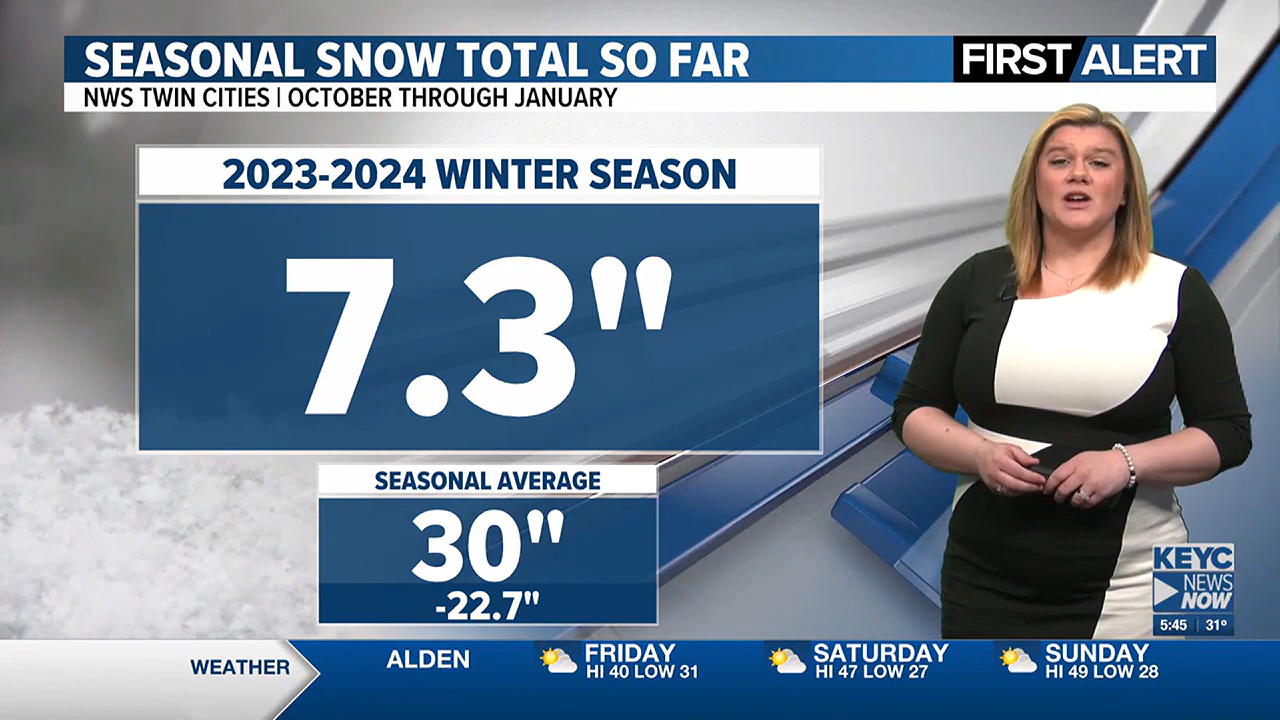 SEASONAL SNOW TOTAL SO FAR
FIRST ALERT
NWS TWIN CITIES | OCTOBER THROUGH JANUARY
2023-2024 WINTER SEASON
7.3"
SEASONAL AVERAGE
30"
-22.7"
KEYC
NEWS
NOW
5:45 | 31°
WEATHER
ALDEN
FRIDAY
HI 40 LOW 31
SATURDAY
HI 47 LOW 27
SUNDAY
HI 49 LOW 28